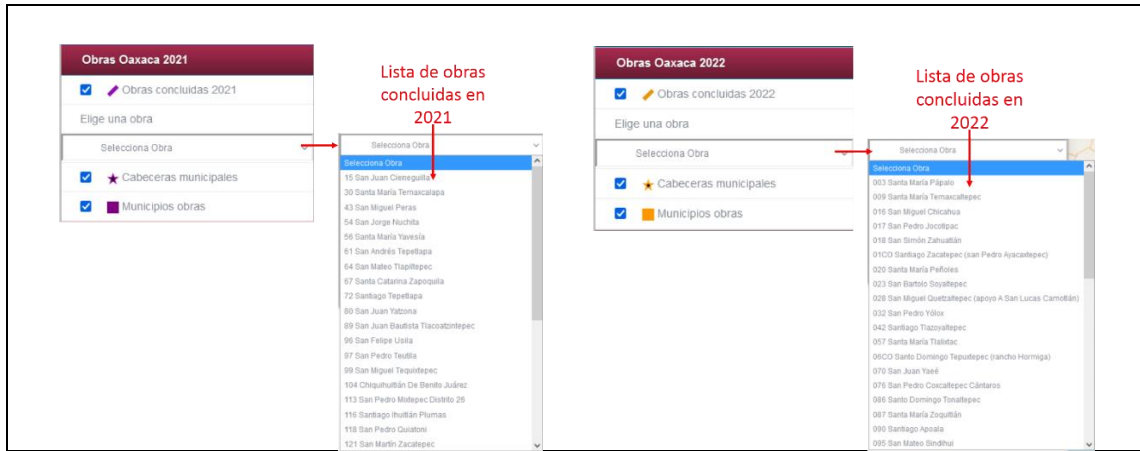 Obras Oaxaca 2021
Obras concluidas 2021
Elige una obra
Selecciona Obra
Cabeceras municipales
Municipios obras
Lista de obras
concluidas en
2021
Selecciona Obra
Selecciona Obra
15 San Juan Cieneguilla
30 Santa María Temaxcalapa
43 San Miguel Peras
54 San Jorge Nuchita
56 Santa María Yavesía
61 San Andrés Tepetlapa
64 San Mateo Tlapiltepec
67 Santa Catarina Zapoquila
72 Santiago Tepetlapa
80 San Juan Yatzona
89 San Juan Bautista Tlacoatzintepec
96 San Felipe Usila
97 San Pedro Teutila
99 San Miguel Tequixtepec
104 Chiquihuitlán De Benito Juárez
113 San Pedro Mixtepec Distrito 26
116 Santiago Ihuitlán Plumas
118 San Pedro Quiatoni
121 San Martín Zacatepec
Obras Oaxaca 2022
Obras concluidas 2022
Elige una obra
Selecciona Obra
Cabeceras municipales
Municipios obras
Lista de obras
concluidas en
2022
Selecciona Obra
Selecciona Obra
003 Santa María Pápalo
009 Santa María Temaxcaltepec
016 San Miguel Chicahua
017 San Pedro Jocotipac
018 San Simón Zahuatlán
01CO Santiago Zacatepec (san Pedro Ayacaxtepec)
020 Santa María Peñoles
023 San Bartolo Soyaltepec
028 San Miguel Quetzaltepec (apoyo A San Lucas Camotlán)
032 San Pedro Yólox
042 Santiago Tlazoyaltepec
057 Santa María Tlalixtac
06CO Santo Domingo Tepuxtepec (rancho Hormiga)
070 San Juan Yaeé
076 San Pedro Coxcaltepec Cántaros
086 Santo Domingo Tonaltepec
087 Santa María Zoquitlán
090 Santiago Apoala
095 San Mateo Sindihui